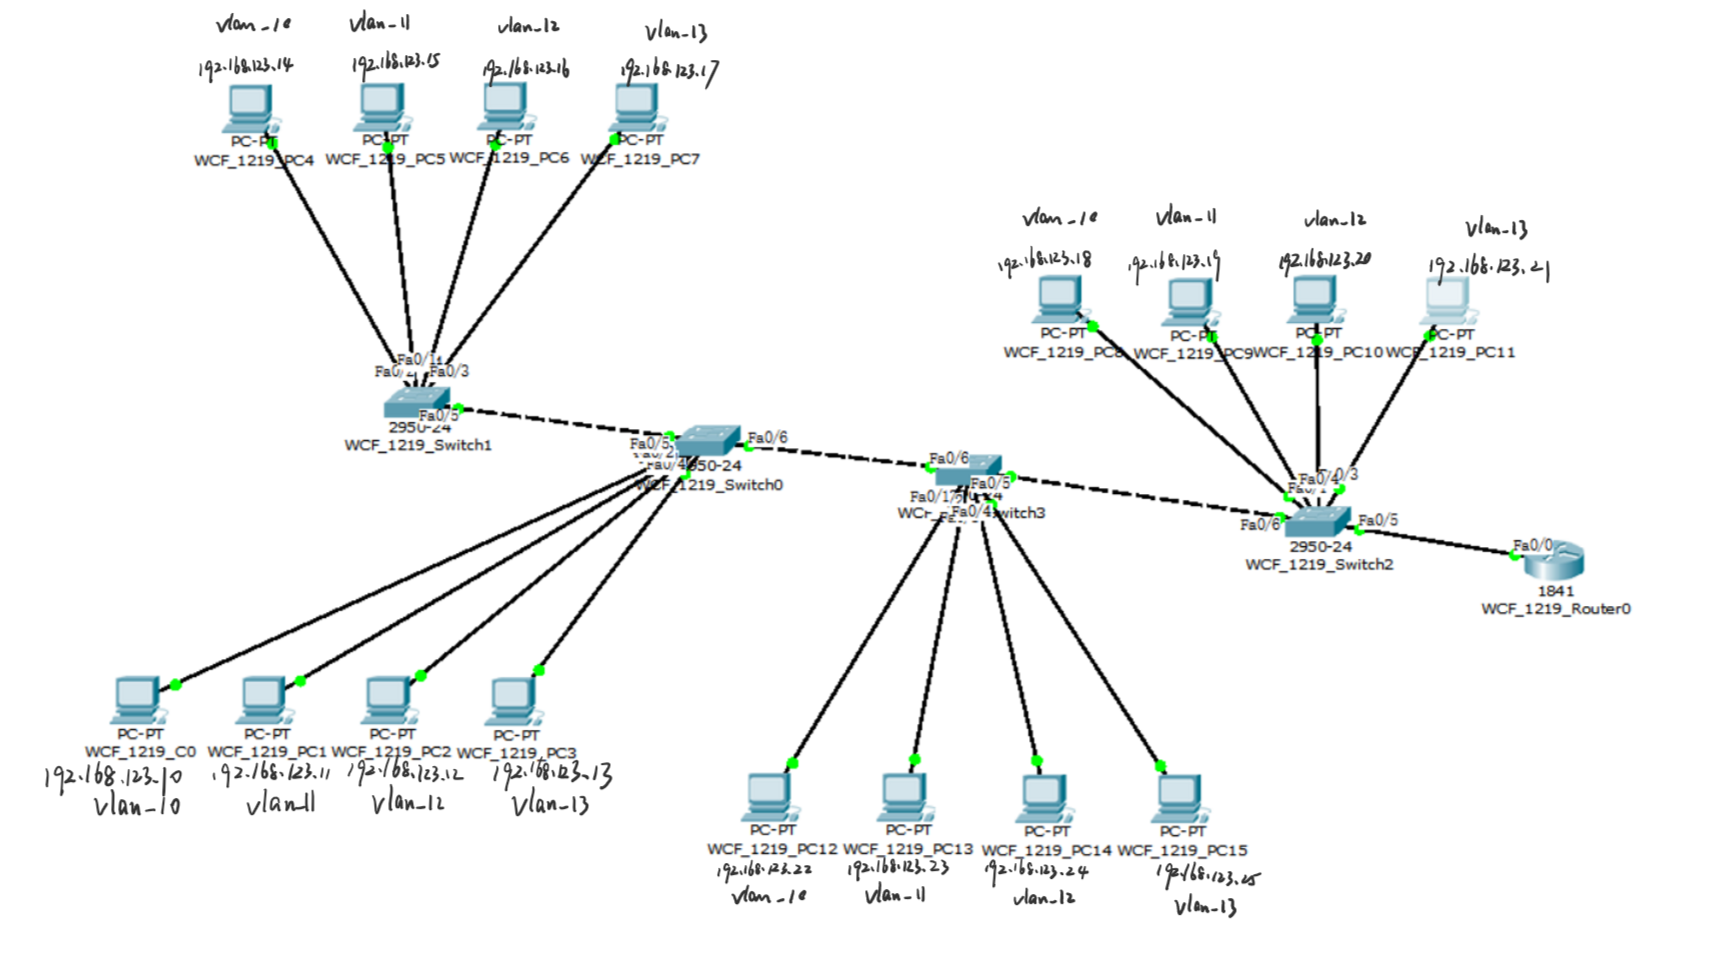 vlan_10 vlan_11 vlan_12 vlan_13
192.168.123.14 192.168.123.15 192.168.123.16 192.168.123.17
PC-PT PC-PT PC-PT PC-PT
WCF_1219_PC4 WCF_1219_PC5 WCF_1219_PC6 WCF_1219_PC7
vlan_10 vlan_11 vlan_12 vlan_13
192.168.123.18 192.168.123.19 192.168.123.20 192.168.123.21
PC-PT PC-PT PC-PT PC-PT
WCF_1219_PC8 WCF_1219_PC9 WCF_1219_PC10 WCF_1219_PC11
Fa0/1
Fa0/3
Fa0/5
2950-24
WCF_1219_Switch1
Fa0/5 Fa0/6
Fa0/2
Fa0/4
2950-24
WCF_1219_Switch0
Fa0/6
Fa0/5
Fa0/1
Fa0/4
Switch3
Fa0/4 0/3
Fa0/1
Fa0/6 Fa0/5
2950-24
WCF_1219_Switch2
Fa0/0
1841
WCF_1219_Router0
PC-PT PC-PT PC-PT PC-PT
WCF_1219_C0 WCF_1219_PC1 WCF_1219_PC2 WCF_1219_PC3
192.168.123.10 192.168.123.11 192.168.123.12 192.168.123.13
vlan_10 vlan_11 vlan_12 vlan_13
PC-PT PC-PT PC-PT PC-PT
WCF_1219_PC12 WCF_1219_PC13 WCF_1219_PC14 WCF_1219_PC15
192.168.123.22 192.168.123.23 192.168.123.24 192.168.123.25
vlan_10 vlan_11 vlan_12 vlan_13